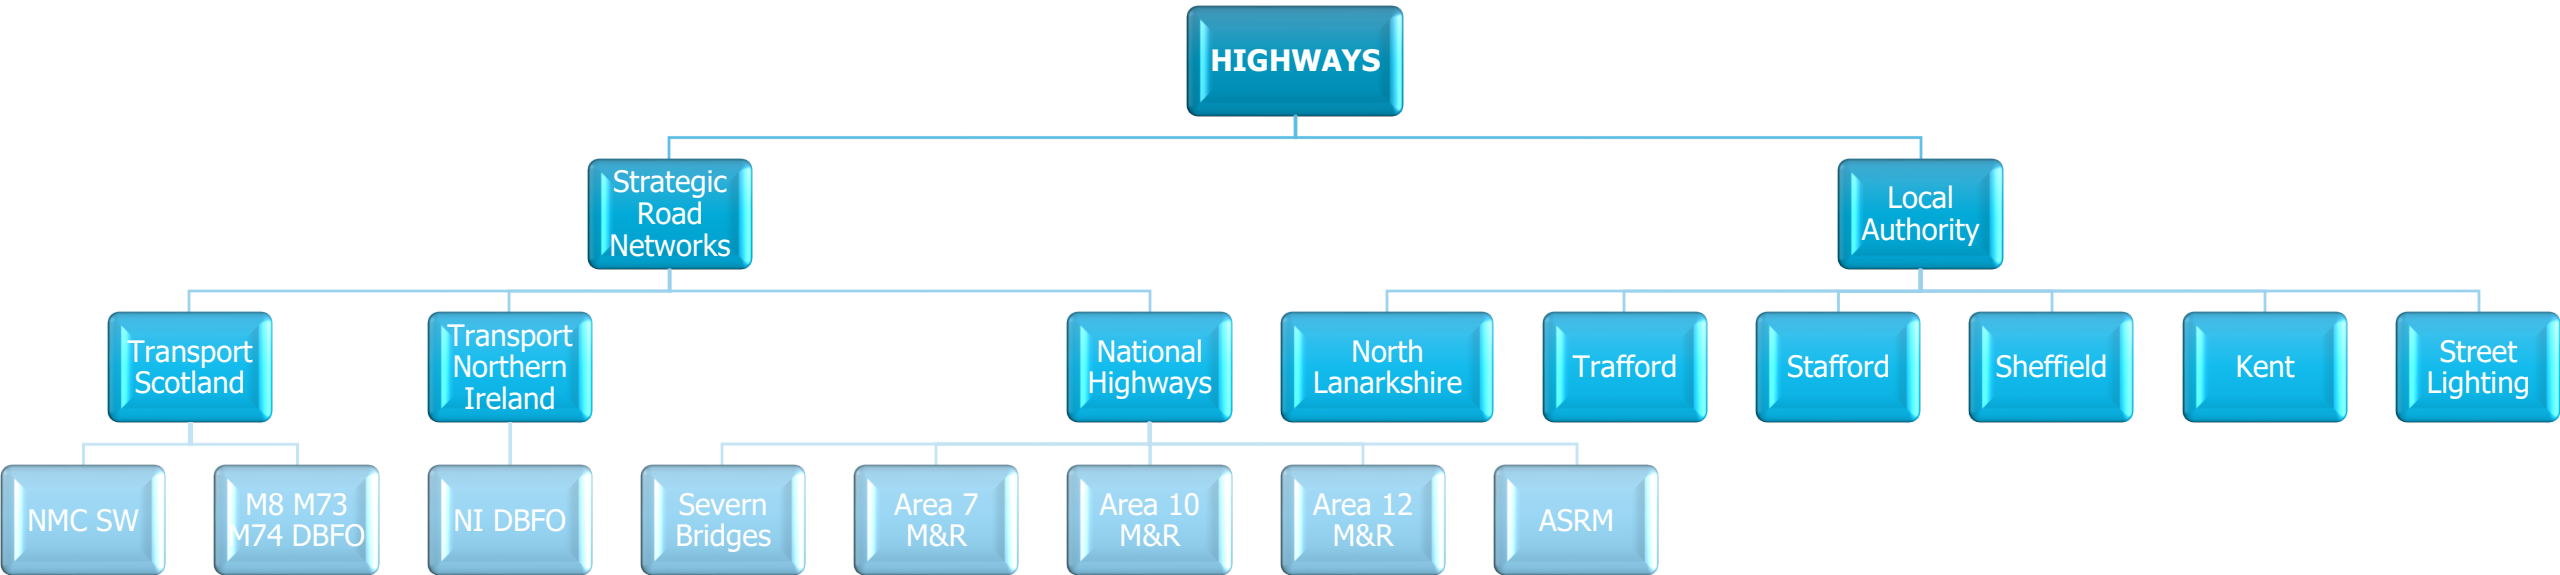 HIGHWAYS
Strategic
Road
Networks
Local
Authority
Transport
Scotland
Transport
Northern
Ireland
National
Highways
North
Lanarkshire
Trafford
Stafford
Sheffield
Kent
Street
Lighting
NMC SW
M8 M73
M74 DBFO
NI DBFO
Severn
Bridges
Area 7
M&R
Area 10
M&R
Area 12
M&R
ASRM